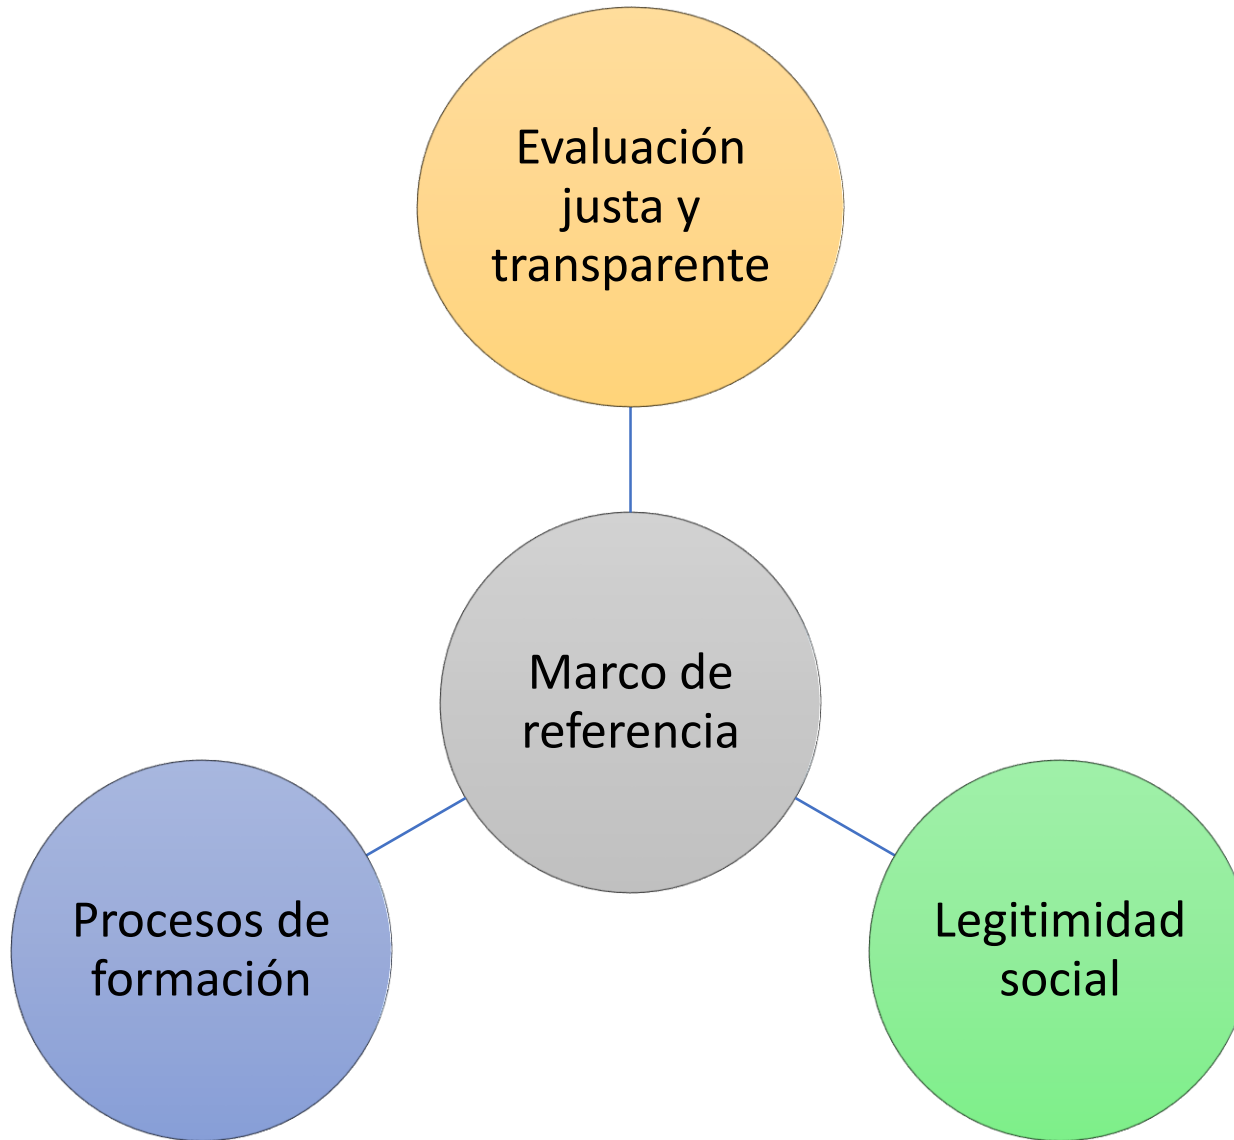 Evaluación
justa y
transparente
Marco de
referencia
Procesos de
formación
Legitimidad
social